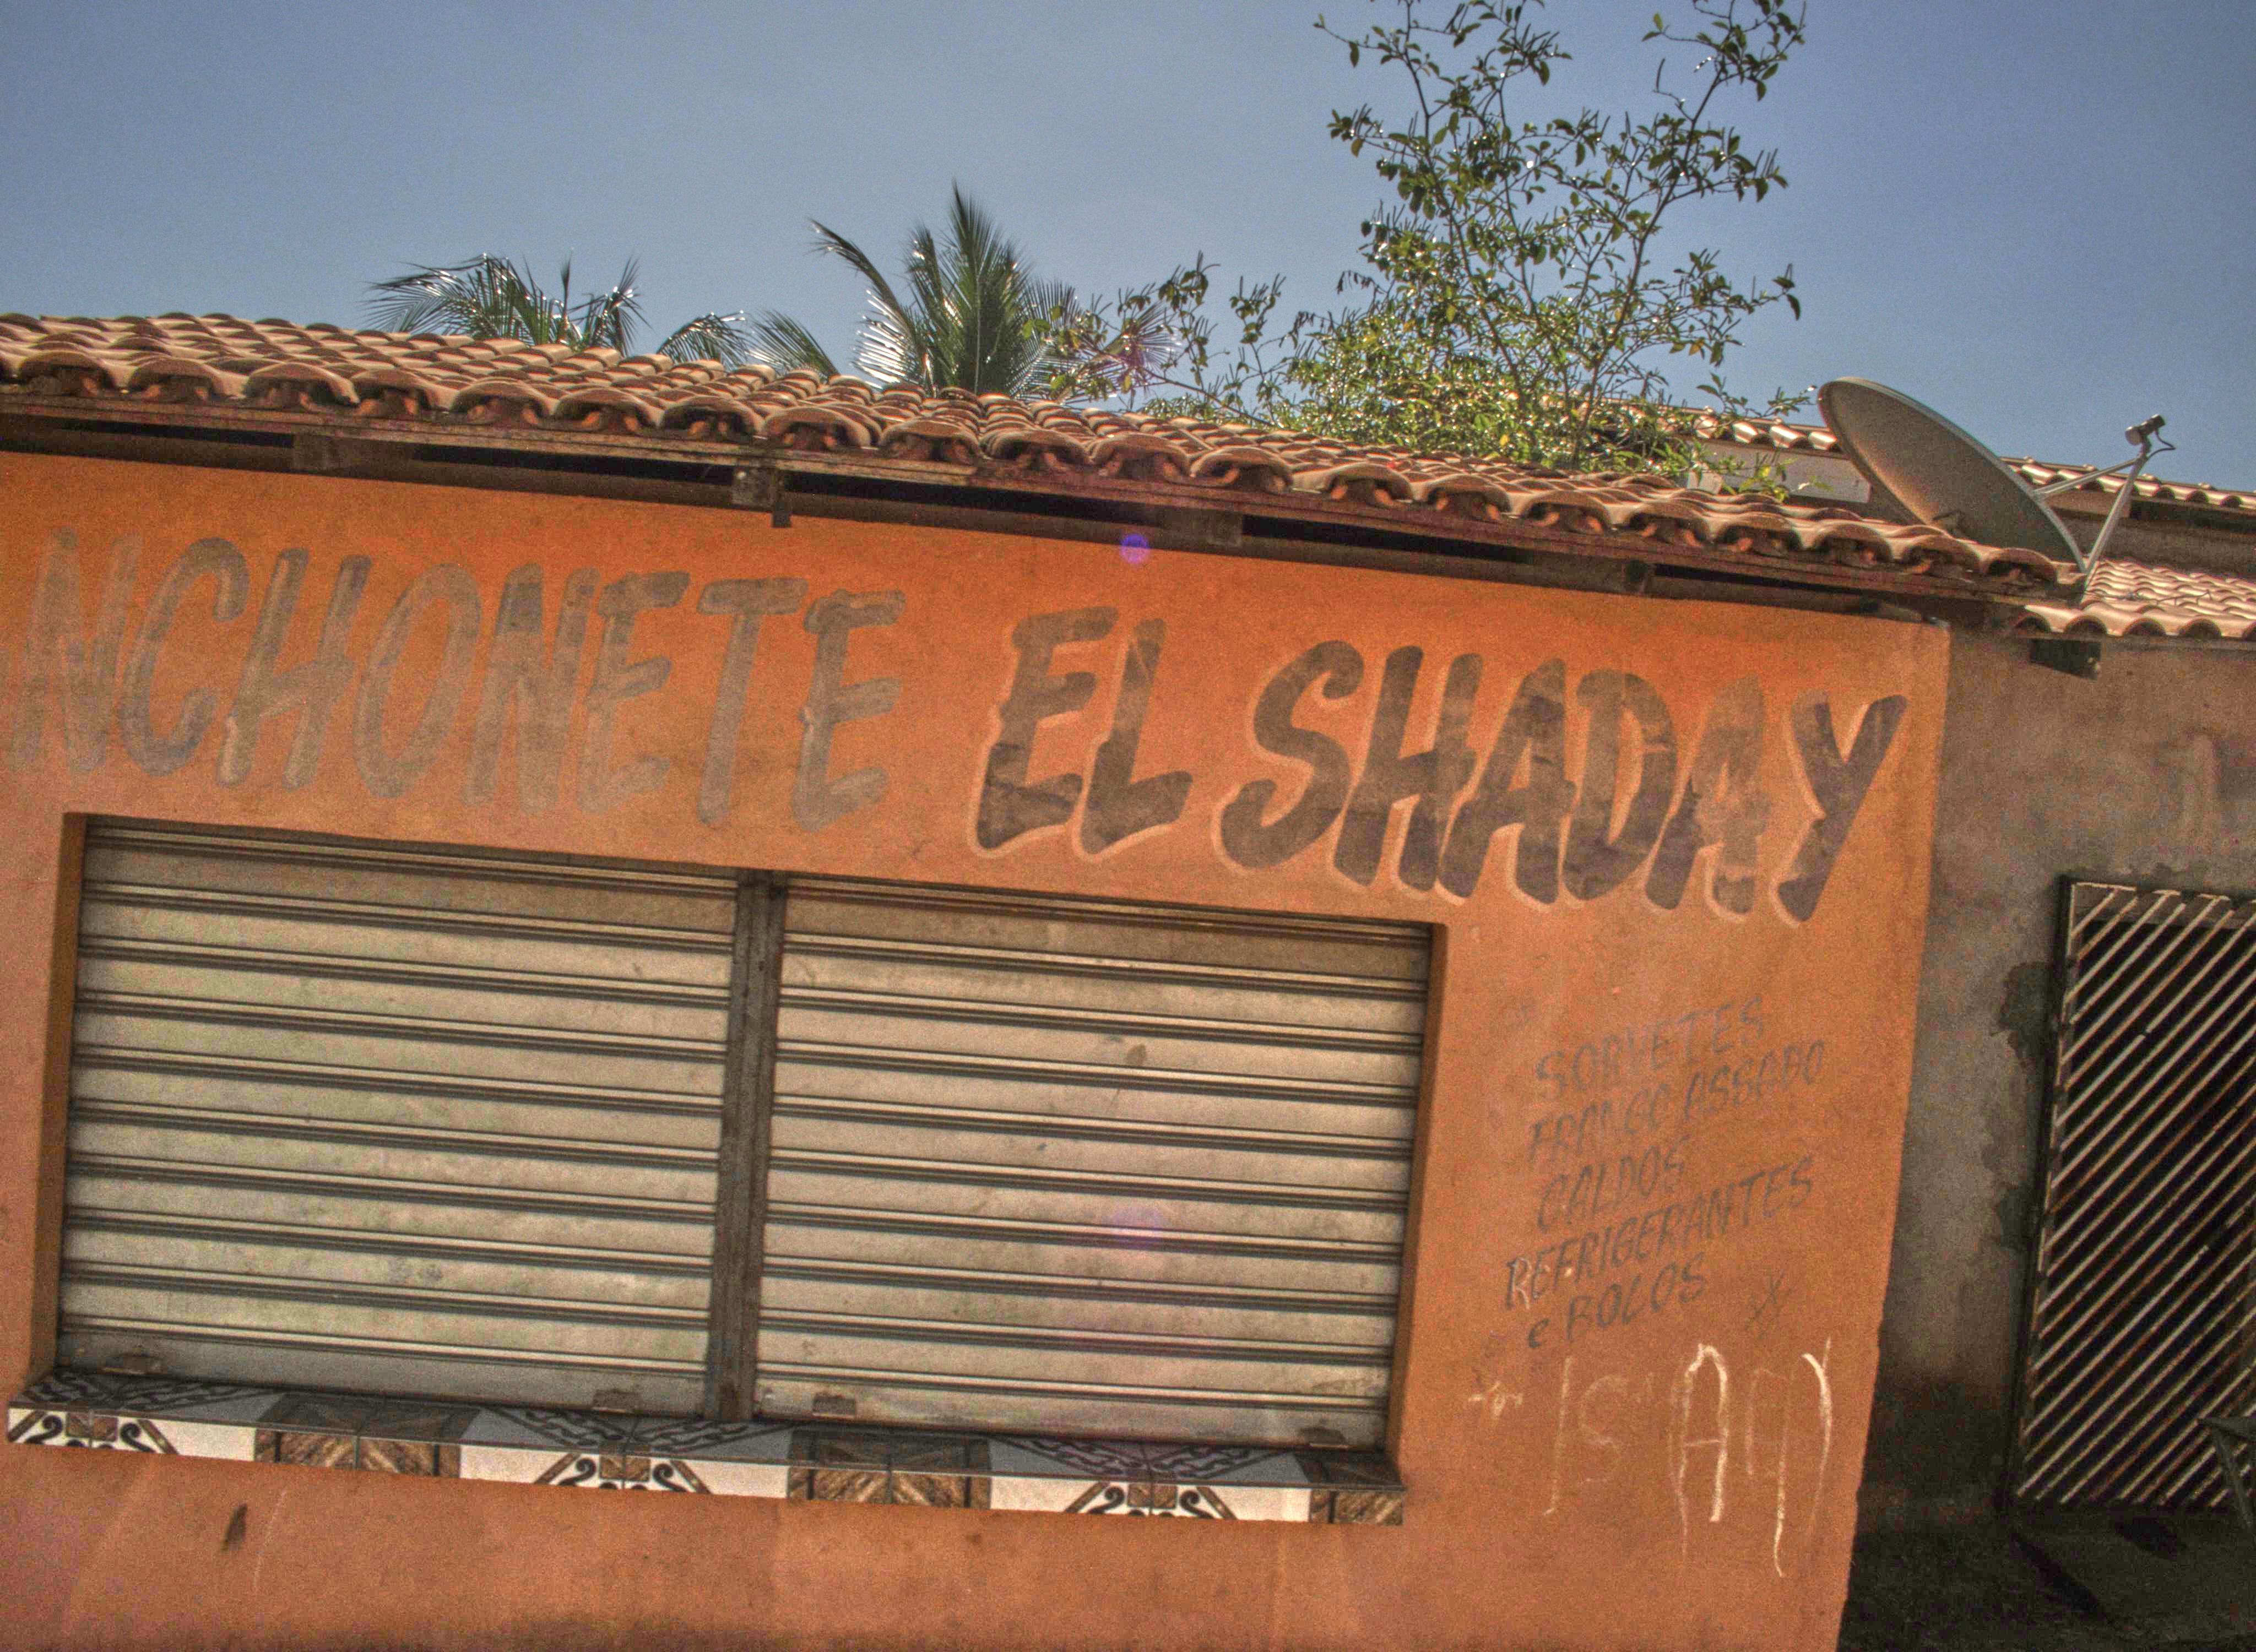 NCHONETE EL SHADAY
SORVETES
FRANGO ASSADO
CALDOS
REFRIGERANTES
e BOLOS